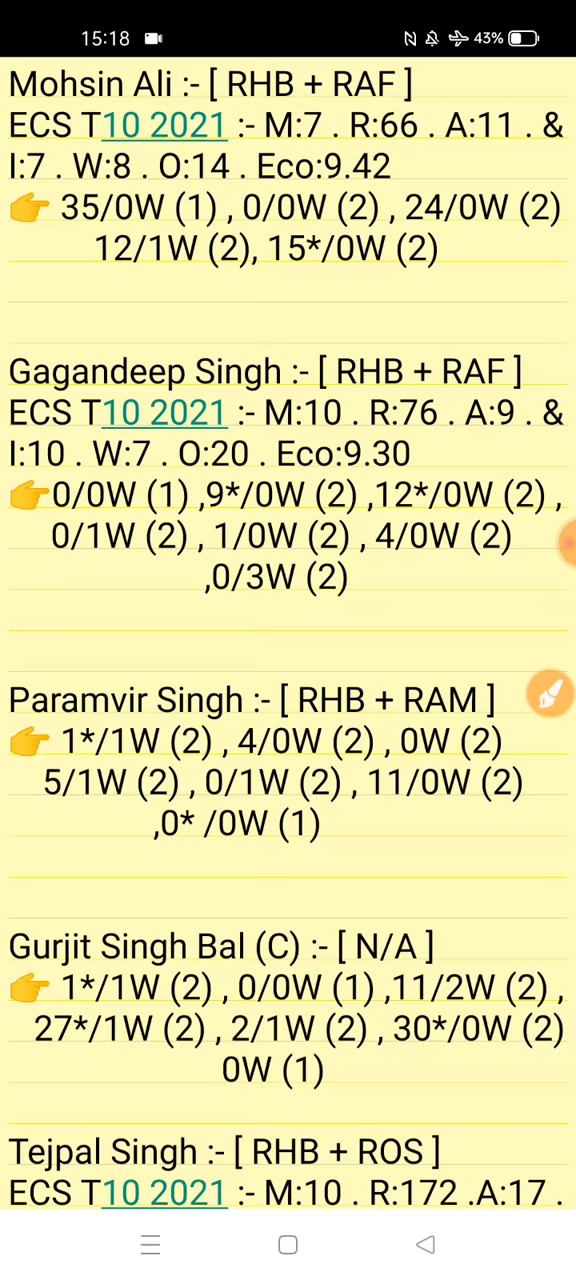 15:18 43%
Mohsin Ali :- [ RHB + RAF ]
ECS T10 2021 :- M:7 . R:66 . A:11 . &
I:7 . W:8 . O:14 . Eco:9.42
👉 35/0W (1) , 0/0W (2) , 24/0W (2)
12/1W (2), 15*/0W (2)
Gagandeep Singh :- [ RHB + RAF ]
ECS T10 2021 :- M:10 . R:76 . A:9 . &
I:10 . W:7 . O:20 . Eco:9.30
👉0/0W (1) ,9*/0W (2) ,12*/0W (2) ,
0/1W (2) , 1/0W (2) , 4/0W (2)
,0/3W (2)
Paramvir Singh :- [ RHB + RAM ]
👉 1*/1W (2) , 4/0W (2) , 0W (2)
5/1W (2) , 0/1W (2) , 11/0W (2)
,0* /0W (1)
Gurjit Singh Bal (C) :- [ N/A ]
👉 1*/1W (2) , 0/0W (1) ,11/2W (2) ,
27*/1W (2) , 2/1W (2) , 30*/0W (2)
0W (1)
Tejpal Singh :- [ RHB + ROS ]
ECS T10 2021 :- M:10 . R:172 .A:17 .